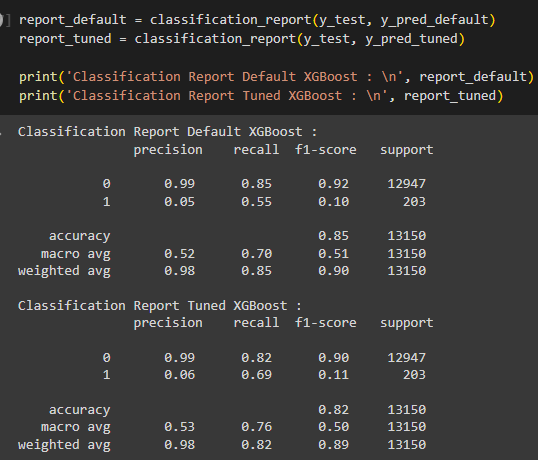 report_default = classification_report(y_test, y_pred_default)
report_tuned = classification_report(y_test, y_pred_tuned)
print('Classification Report Default XGBoost : \n', report_default)
print('Classification Report Tuned XGBoost : \n', report_tuned)
Classification Report Default XGBoost :
precision recall f1-score support
0 0.99 0.85 0.92 12947
1 0.05 0.55 0.10 203
accuracy 0.85 13150
macro avg 0.52 0.70 0.51 13150
weighted avg 0.98 0.85 0.90 13150
Classification Report Tuned XGBoost :
precision recall f1-score support
0 0.99 0.82 0.90 12947
1 0.06 0.69 0.11 203
accuracy 0.82 13150
macro avg 0.53 0.76 0.50 13150
weighted avg 0.98 0.82 0.89 13150